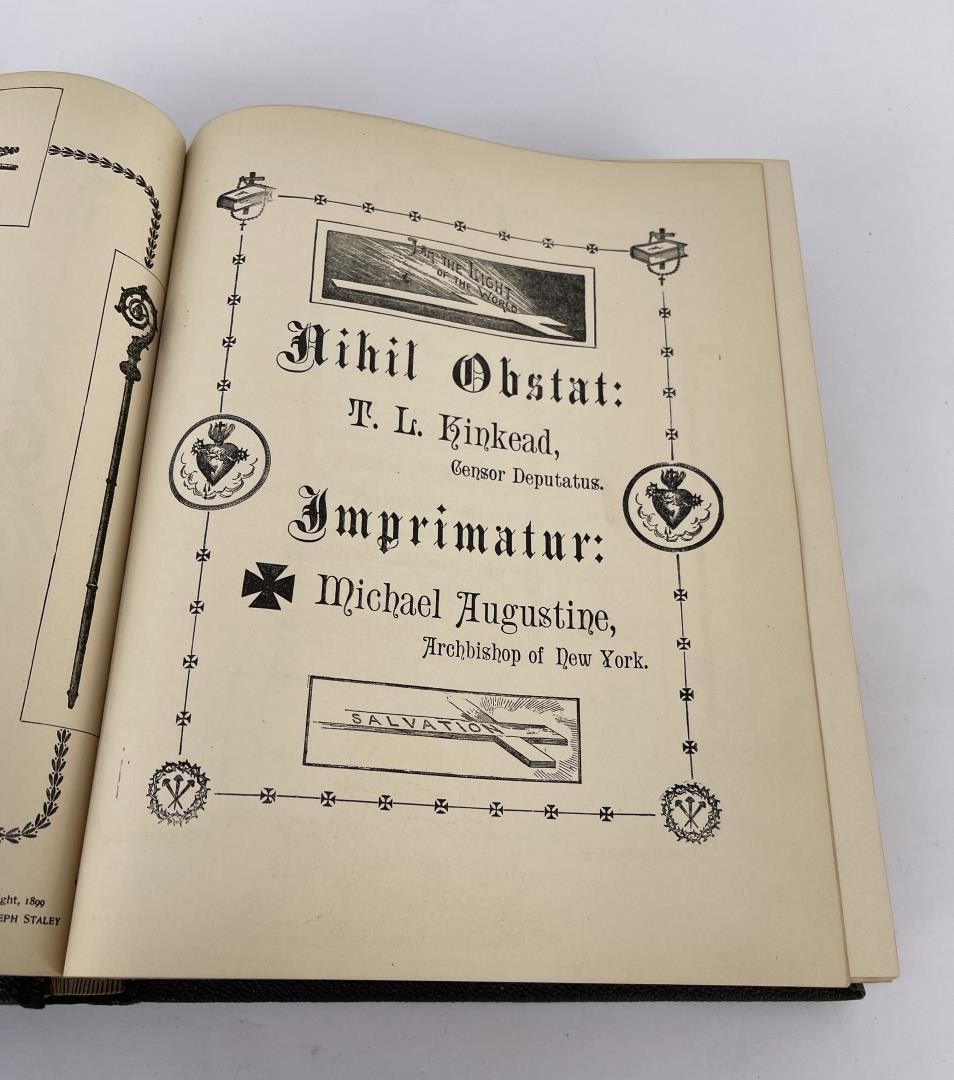 ght, 1899
EPH STALEY
I AM THE LIGHT
OF THE WORLD
Nihil Obstat:
T. L. Kinkead,
Censor Deputatus.
Imprimatur:
Michael Augustine,
Archbishop of New York.
SALVATION